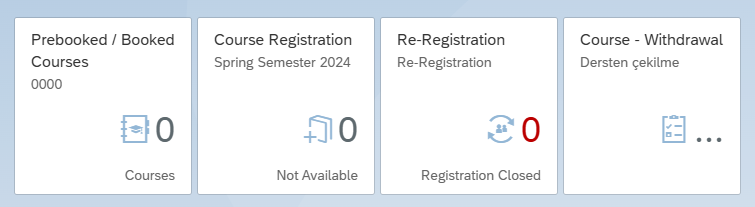 Prebooked / Booked
Courses
0000
0
Courses
Course Registration
Spring Semester 2024
0
Not Available
Re-Registration
Re-Registration
0
Registration Closed
Course - Withdrawal
Dersten çekilme
...